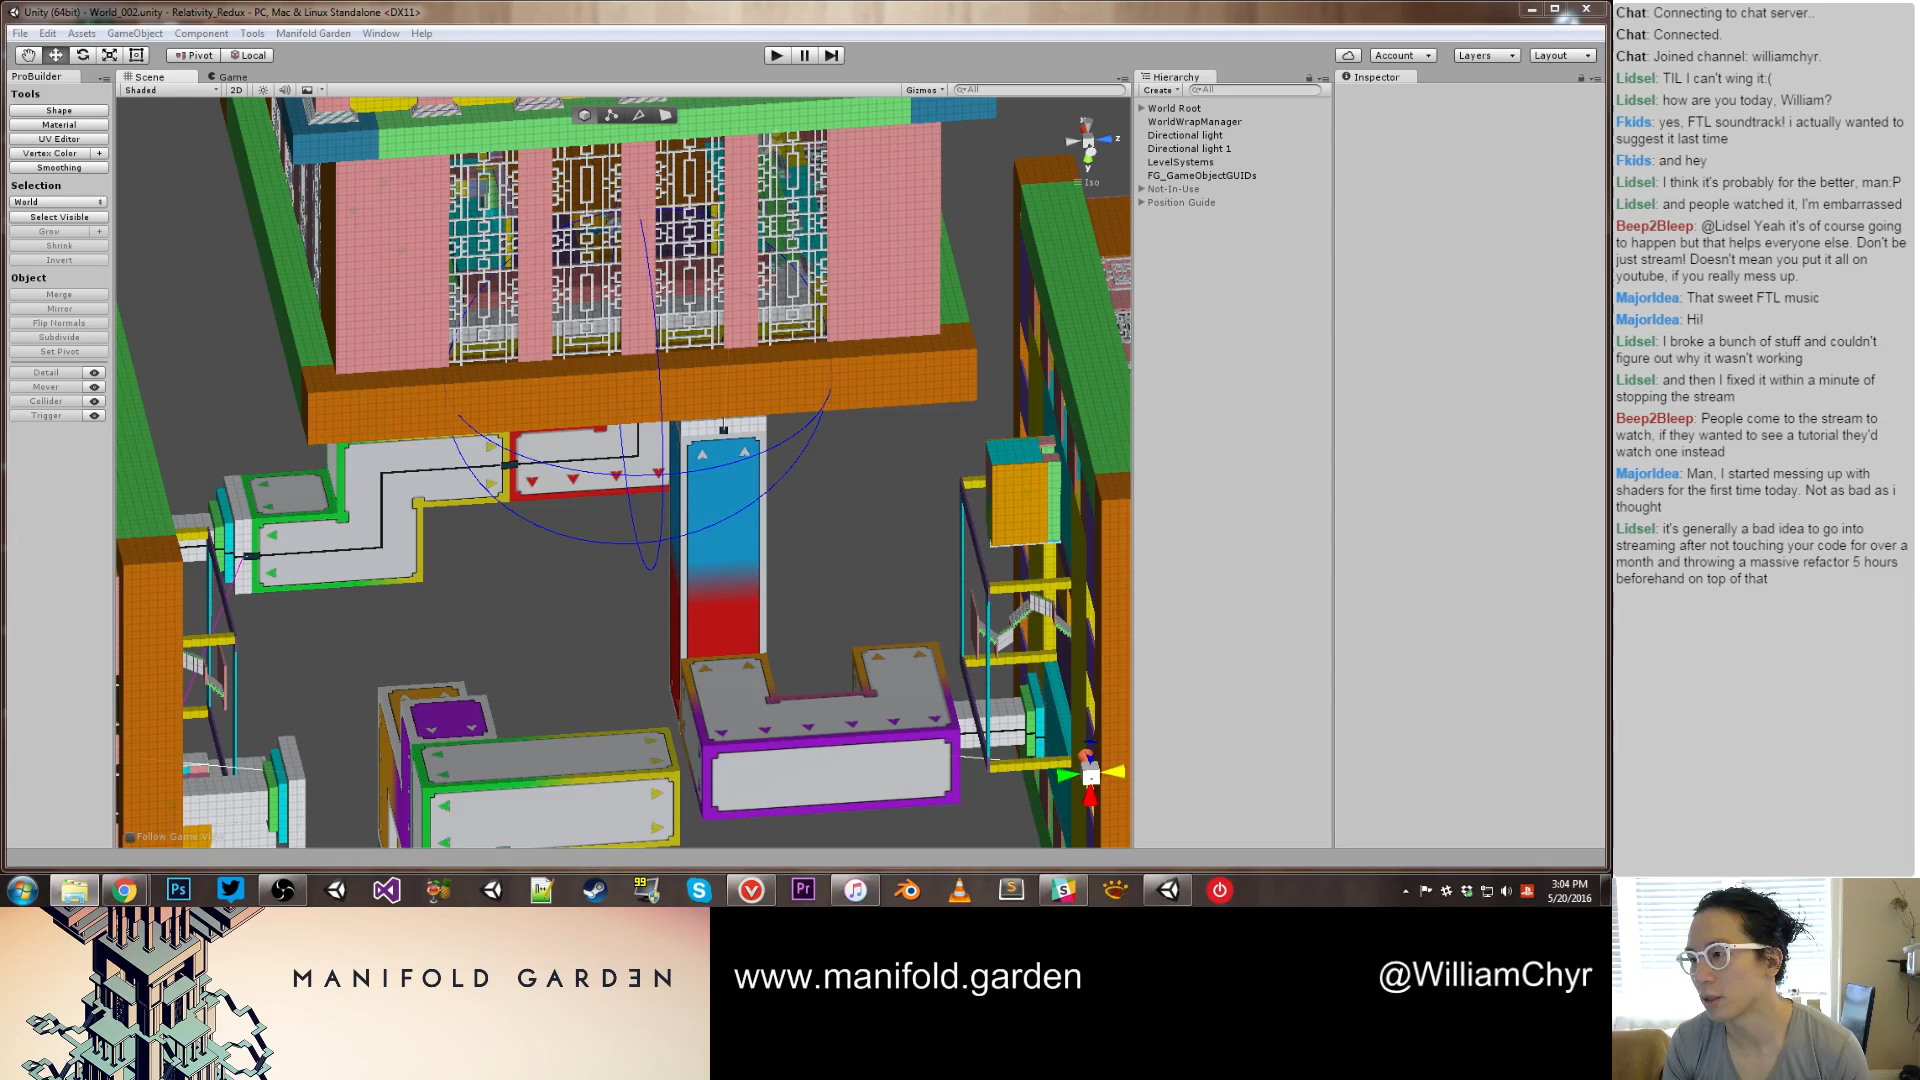 Unity (64bit) - World_002.unity - Relativity_Redux - PC, Mac & Linux Standalone <DX11>
File Edit Assets GameObject Component Tools Manifold Garden Window Help
Pivot Local
Account Layers Layout
ProBuilder
Tools
Shape
Material
UV Editor
Vertex Color +
Smoothing
Selection
World
Select Visible
Grow +
Shrink
Invert
Object
Merge
Mirror
Flip Normals
Subdivide
Set Pivot
Detail
Mover
Collider
Trigger
Scene Game
Shaded 2D Gizmos All
x z y
Iso
Hierarchy
Create All
World Root
WorldWrapManager
Directional light
Directional light 1
LevelSystems
FG_GameObjectGUIDs
Not-In-Use
Position Guide
Inspector
Chat: Connecting to chat server..
Chat: Connected.
Chat: Joined channel: williamchyr.
Lidsel: TIL I can't wing it:(
Lidsel: how are you today, William?
Fkids: yes, FTL soundtrack! i actually wanted to
suggest it last time
Fkids: and hey
Lidsel: I think it's probably for the better, man:P
Lidsel: and people watched it, I'm embarrassed
Beep2Bleep: @Lidsel Yeah it's of course going
to happen but that helps everyone else. Don't be
just stream! Doesn't mean you put it all on
youtube, if you really mess up.
MajorIdea: That sweet FTL music
MajorIdea: Hi!
Lidsel: I broke a bunch of stuff and couldn't
figure out why it wasn't working
Lidsel: and then I fixed it within a minute of
stopping the stream
Beep2Bleep: People come to the stream to
watch, if they wanted to see a tutorial they'd
watch one instead
MajorIdea: Man, I started messing up with
shaders for the first time today. Not as bad as i
thought
Lidsel: it's generally a bad idea to go into
streaming after not touching your code for over a
month and throwing a massive refactor 5 hours
beforehand on top of that
Ps 99 Pr S
3:04 PM
5/20/2016
MANIFOLD GARDƎN
www.manifold.garden
@WilliamChyr